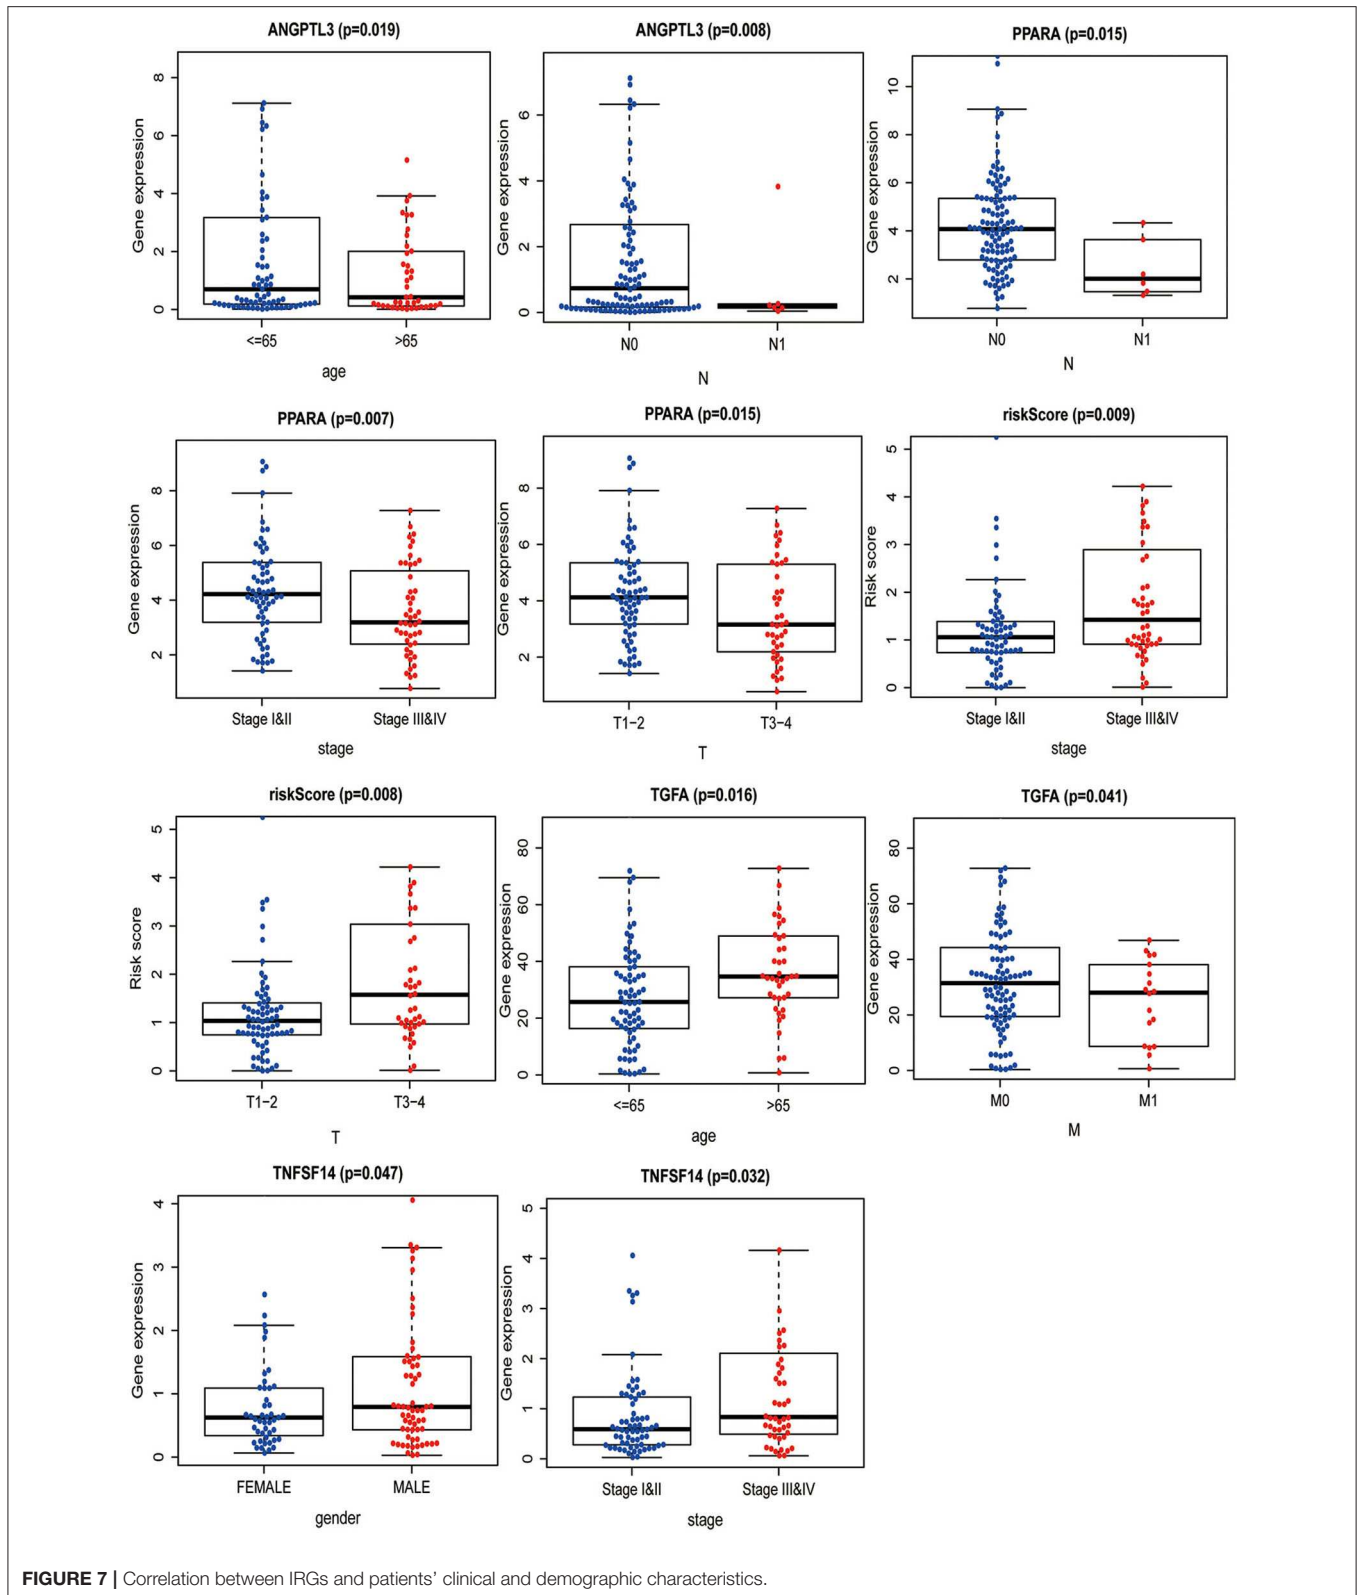 ANGPTL3 (p=0.019)
Gene expression
8
6
4
2
0
<=65
>65
age
ANGPTL3 (p=0.008)
Gene expression
6
4
2
0
N0
N1
N
PPARA (p=0.015)
Gene expression
10
8
6
4
2
N0
N1
N
PPARA (p=0.007)
Gene expression
8
6
4
2
Stage I&II
Stage III&IV
stage
PPARA (p=0.015)
Gene expression
8
6
4
2
T1−2
T3−4
T
riskScore (p=0.009)
Risk score
5
4
3
2
1
0
Stage I&II
Stage III&IV
stage
riskScore (p=0.008)
Risk score
5
4
3
2
1
0
T1−2
T3−4
T
TGFA (p=0.016)
Gene expression
80
60
40
20
0
<=65
>65
age
TGFA (p=0.041)
Gene expression
80
60
40
20
0
M0
M1
M
TNFSF14 (p=0.047)
Gene expression
4
3
2
1
0
FEMALE
MALE
gender
TNFSF14 (p=0.032)
Gene expression
5
4
3
2
1
0
Stage I&II
Stage III&IV
stage
FIGURE 7 | Correlation between IRGs and patients' clinical and demographic characteristics.